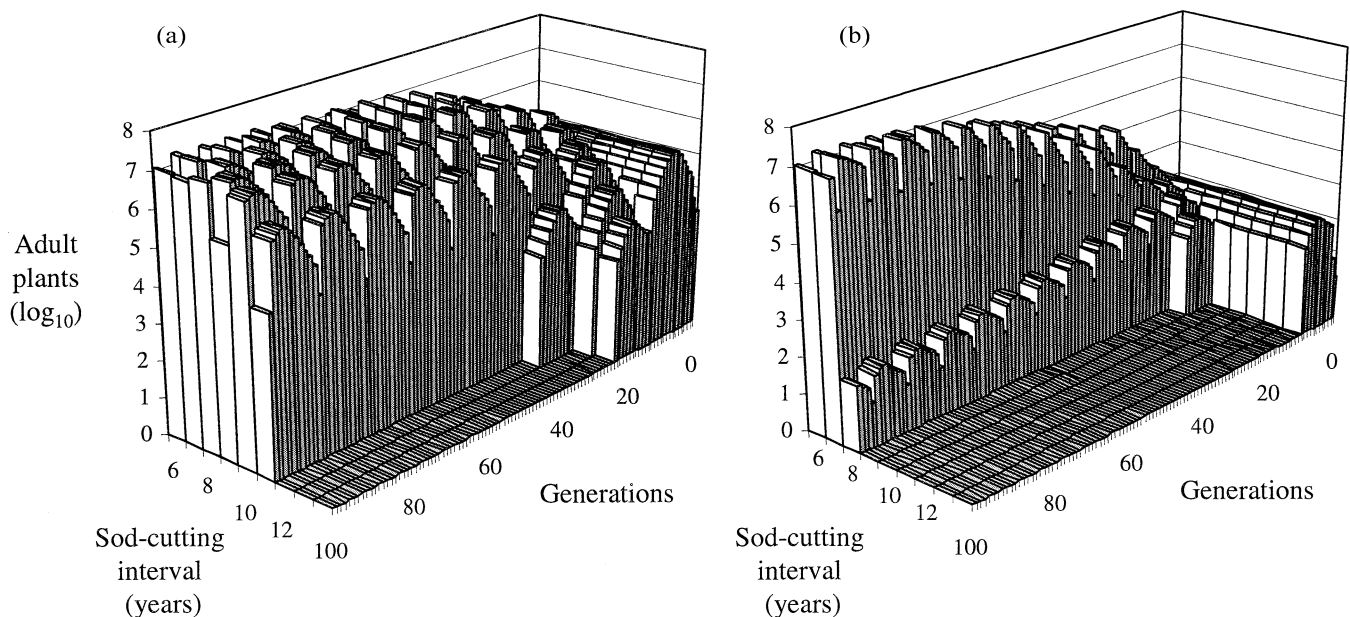 (a)
8
7
6
5
4
3
2
1
0
Adult
plants
(log₁₀)
6
8
10
12
100
80
60
40
20
0
Generations
Sod-cutting
interval
(years)
(b)
8
7
6
5
4
3
2
1
0
6
8
10
12
100
80
60
40
20
0
Generations
Sod-cutting
interval
(years)